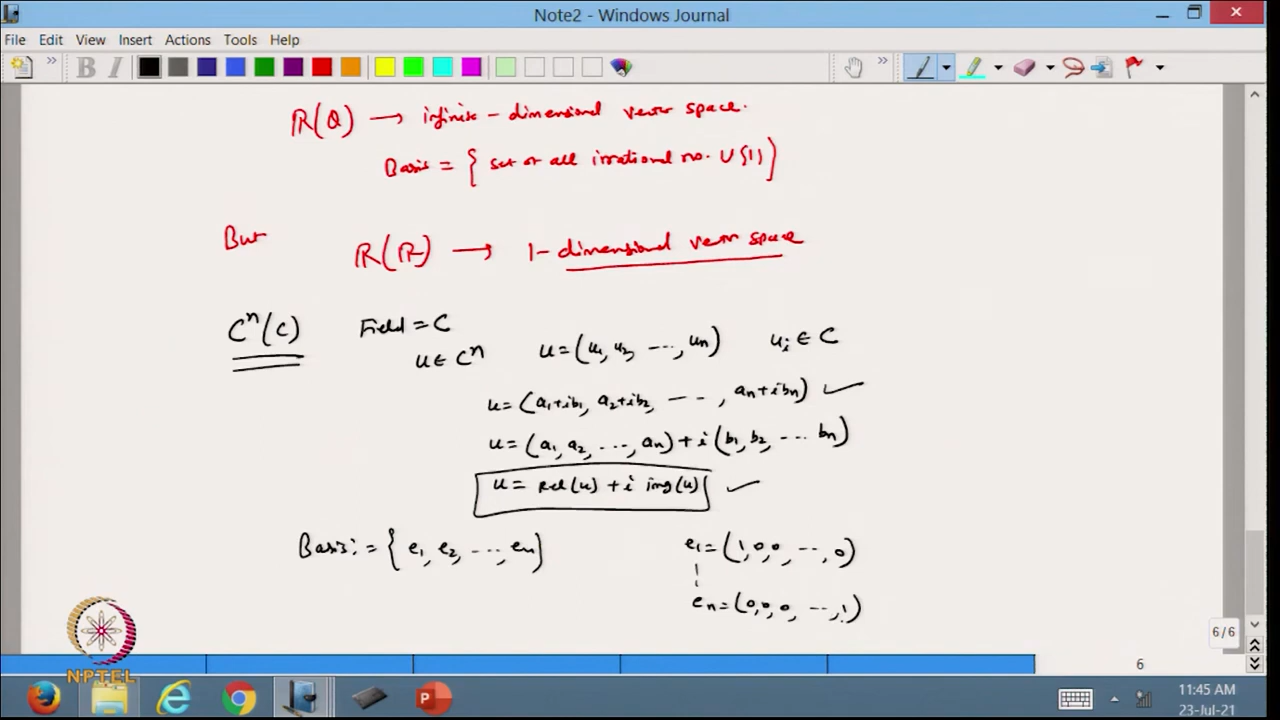 Note2 - Windows Journal
File Edit View Insert Actions Tools Help
R(Q) → infinite-dimensional vector space.
Basis = { set of all irrational no. ∪ {1} }
But ℝ(ℝ) → 1-dimensional vector space
Cⁿ(C) Field = C
u ∈ Cⁿ u = (u₁, u₂, ---, uₙ) uᵢ ∈ C
u = (a₁+ib₁, a₂+ib₂, ---, aₙ+ibₙ) ✓
u = (a₁, a₂, ..., aₙ) + i (b₁, b₂, ... bₙ)
u = Rel(u) + i img(u) ✓
Basis: = { e₁, e₂, ..., eₙ } e₁ = (1,0,0, ---, 0)
eₙ = (0,0,0, ---, 1)
6/6
6
NPTEL
11:45 AM
23-Jul-21